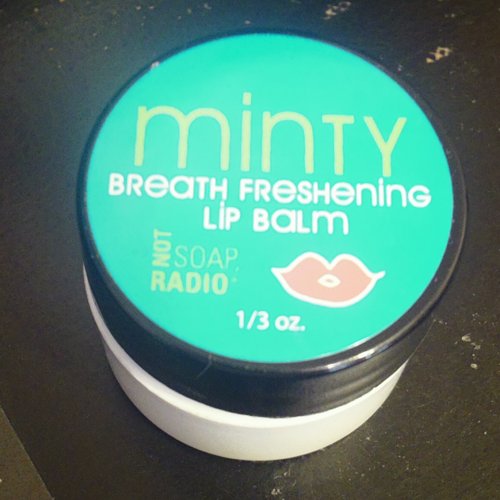 minTY
BREATH FRESHENING
LIP BALM
NOT
SOAP,
RADIO
1/3 oz.